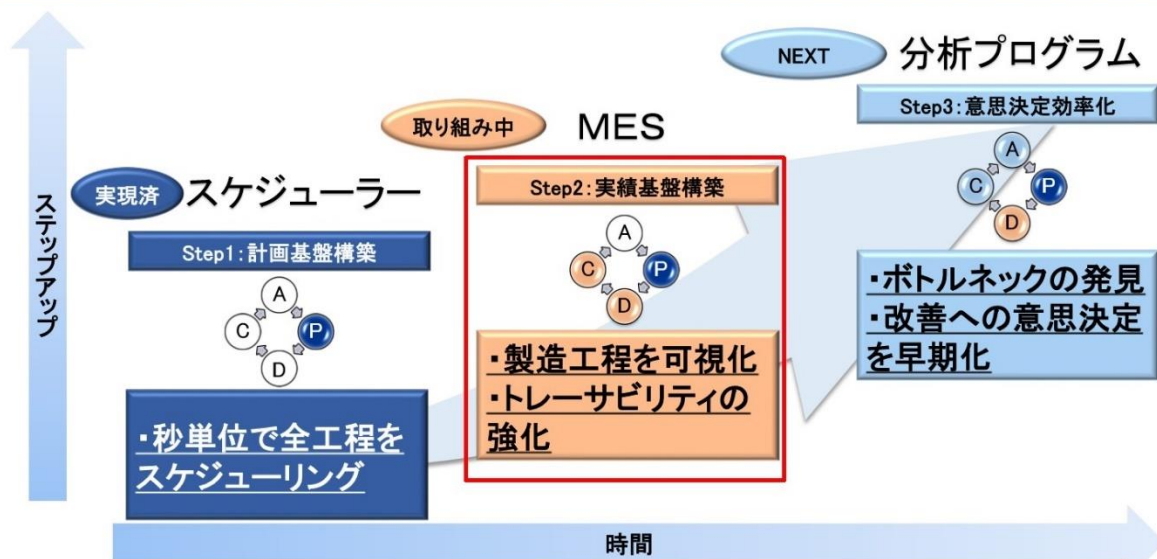 NEXT
分析プログラム
Step3：意思決定効率化
A
C
P
D
・ボトルネックの発見
・改善への意思決定
を早期化
取り組み中
MES
Step2：実績基盤構築
A
C
P
D
・製造工程を可視化
・トレーサビリティの
強化
実現済
スケジューラー
Step1：計画基盤構築
A
C
P
D
・秒単位で全工程を
スケジューリング
ステップアップ
時間